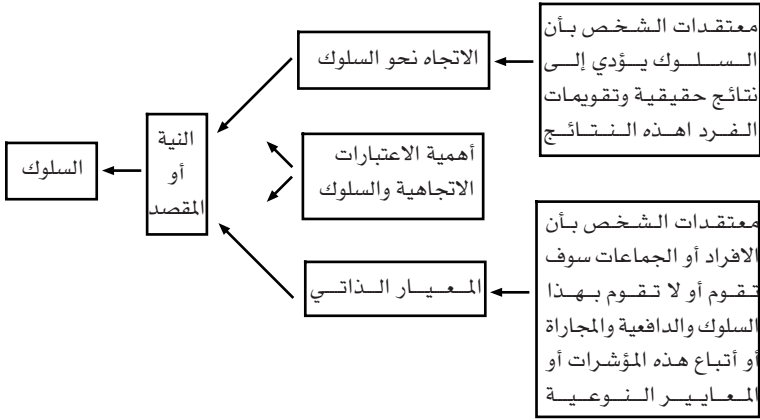 معتقدات الشخص بأن
السلوك يؤدي إلى
نتائج حقيقية وتقويمات
الفرد اهذه النتائج
الاتجاه نحو السلوك
أهمية الاعتبارات
الاتجاهية والسلوك
النية
أو
المقصد
السلوك
معتقدات الشخص بأن
الافراد أو الجماعات سوف
تقوم أو لا تقوم بهذا
السلوك والدافعية والمجاراة
أو أتباع هذه المؤشرات أو
المعايير النوعية
المعيار الذاتي